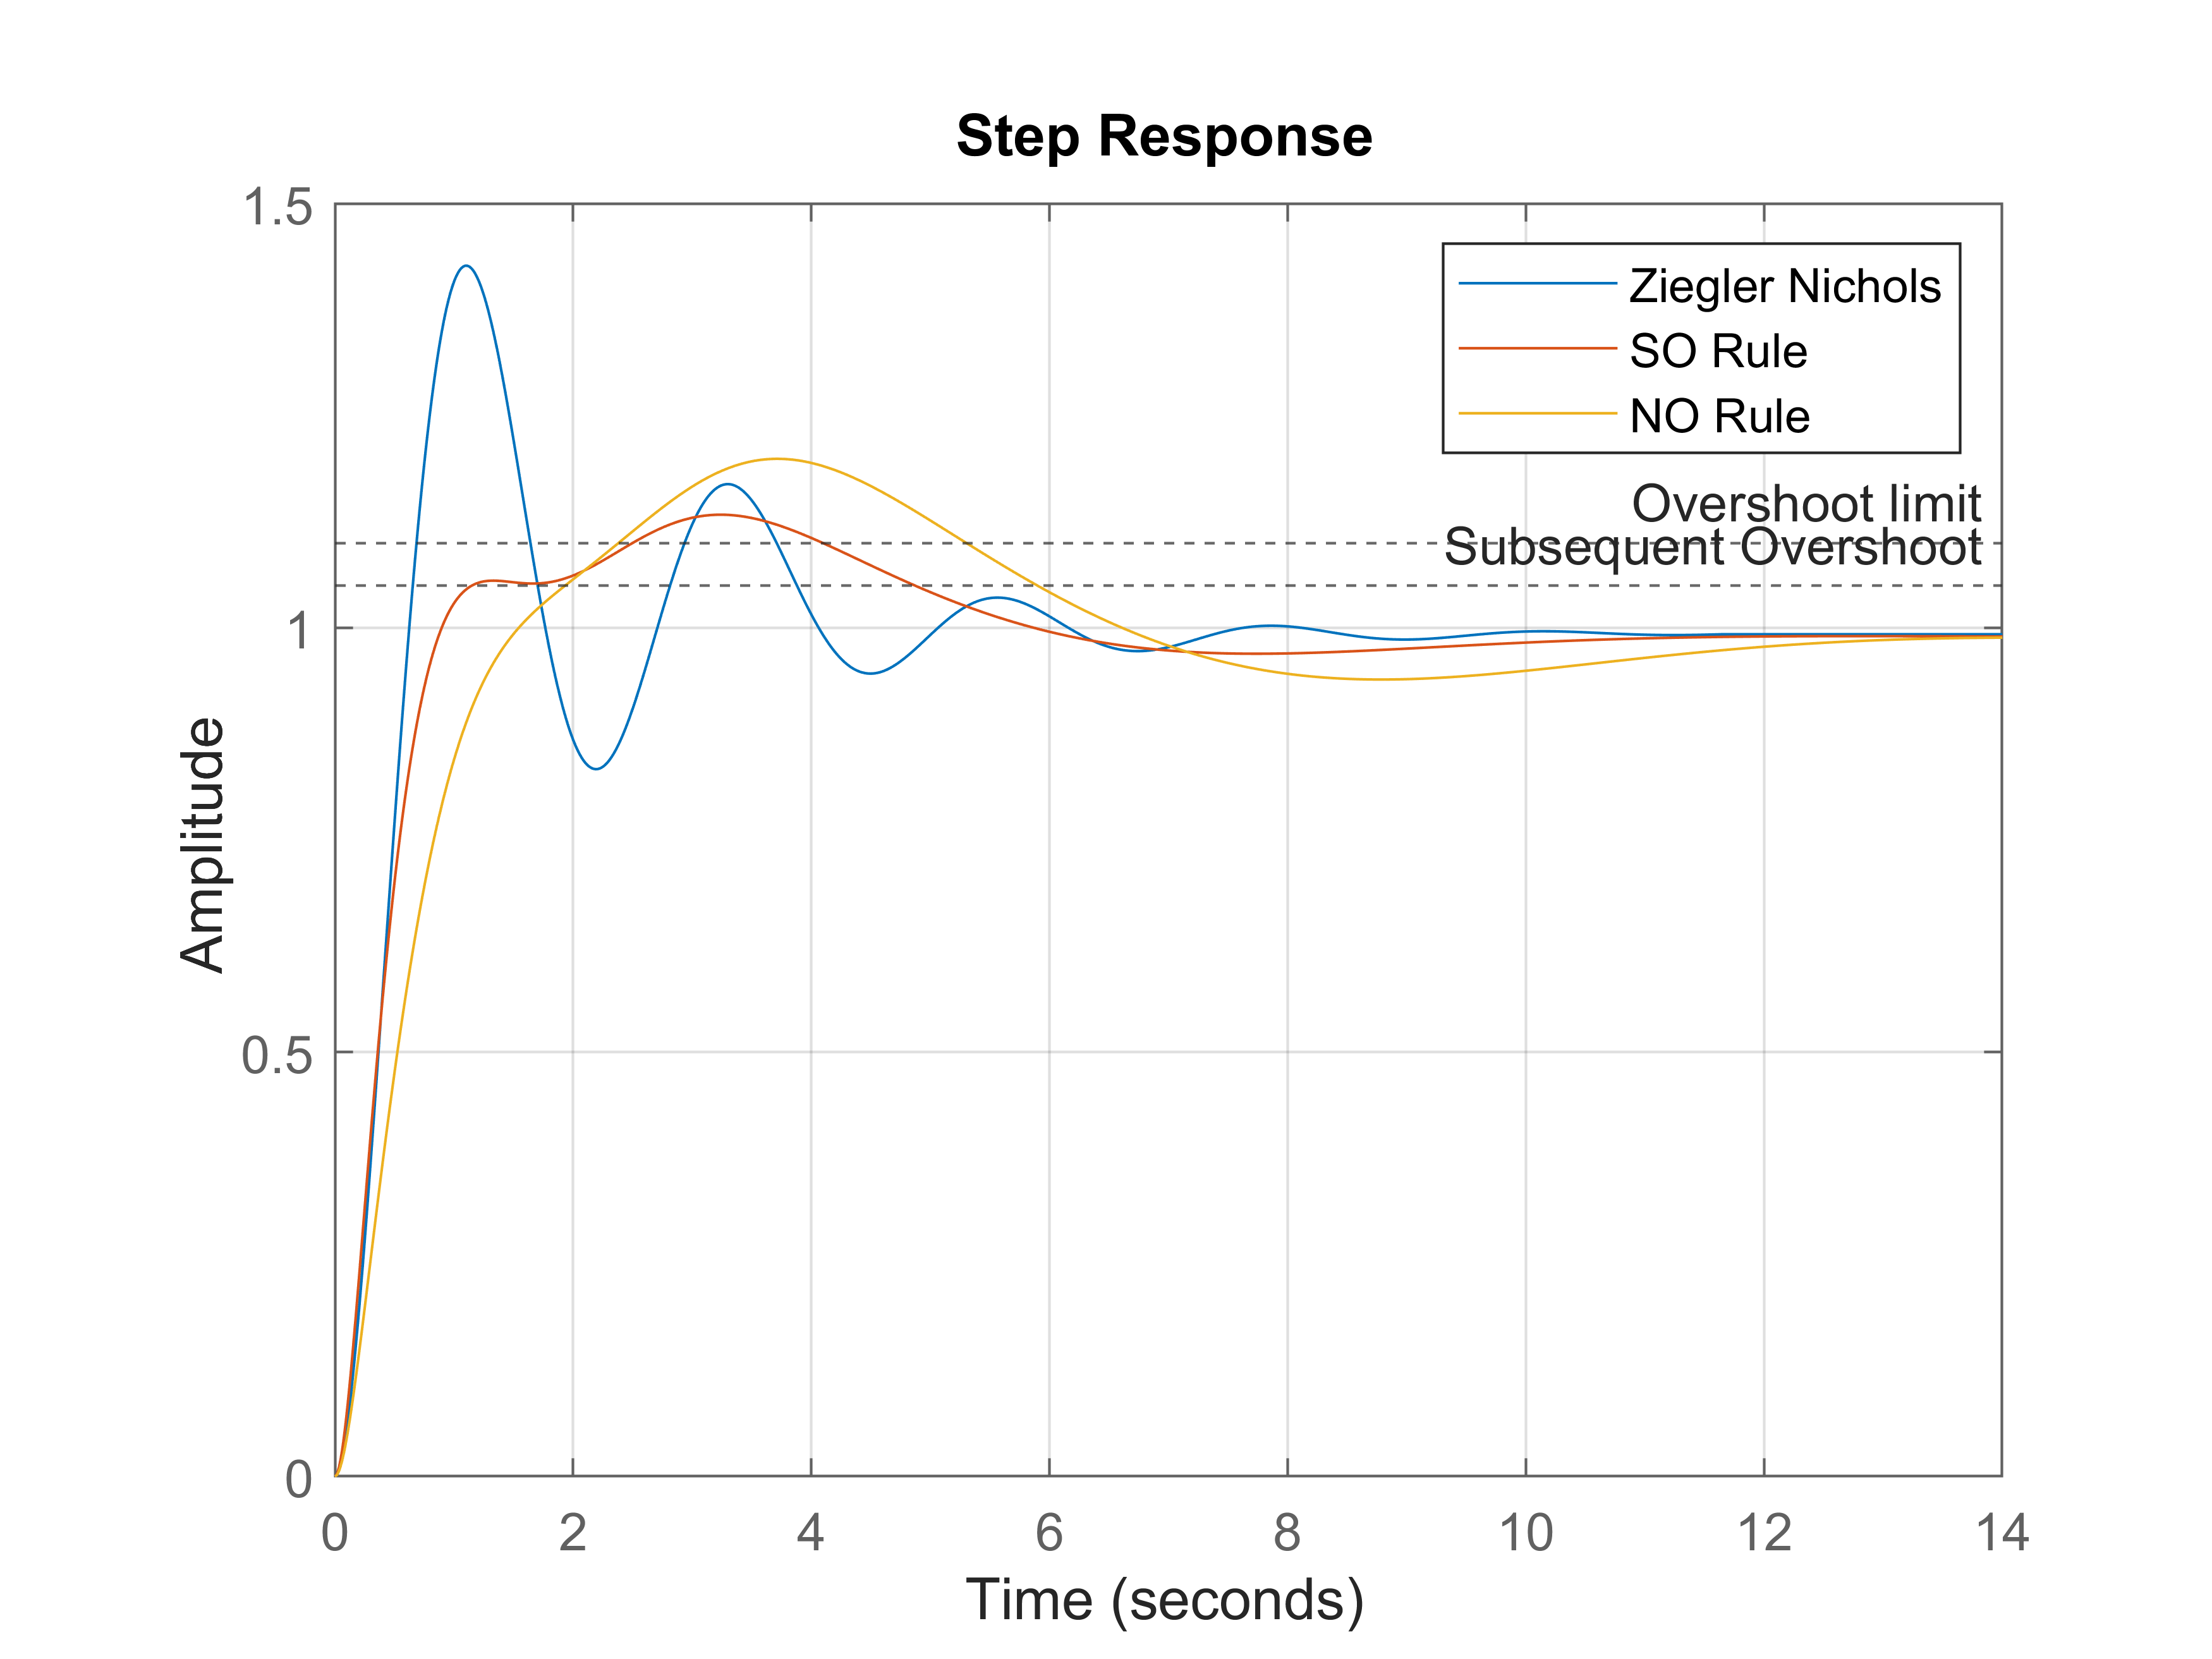 Step Response
1.5
1
0.5
0
Amplitude
Ziegler Nichols
SO Rule
NO Rule
Overshoot limit
Subsequent Overshoot
0 2 4 6 8 10 12 14
Time (seconds)